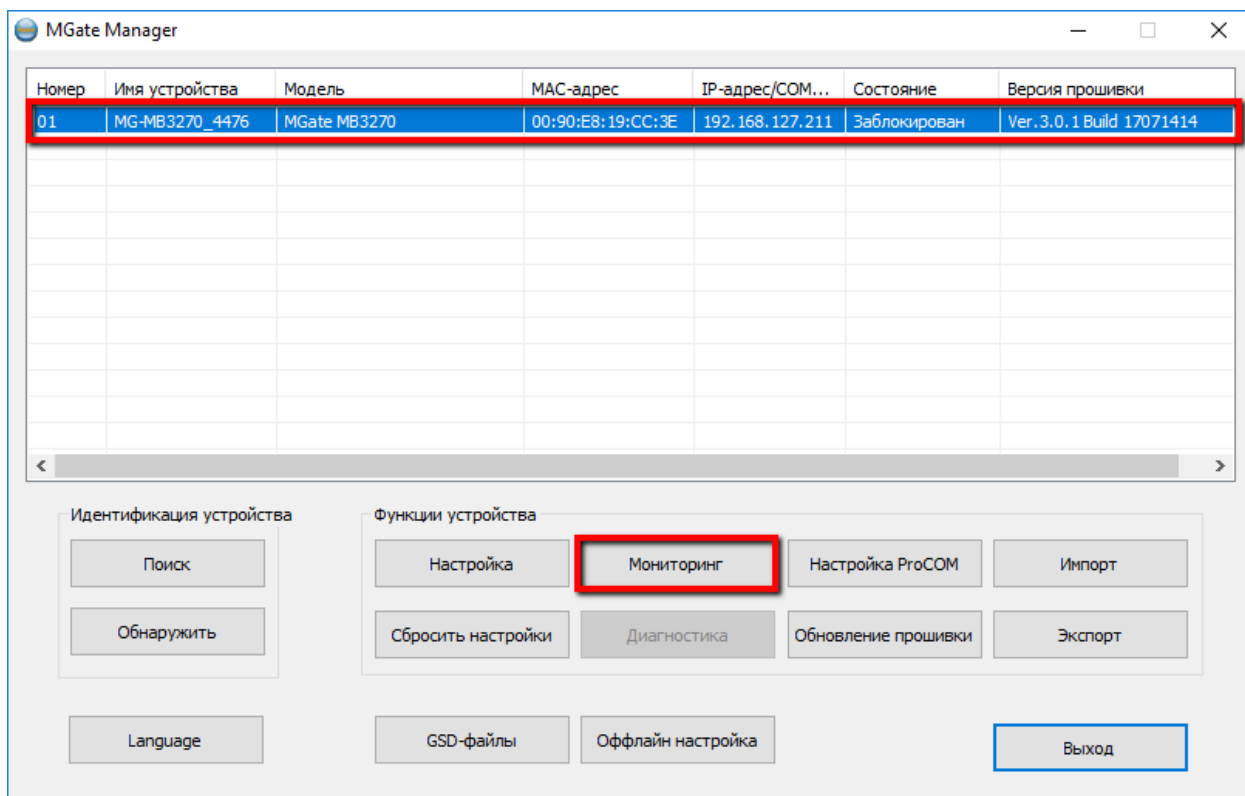 MGate Manager
Номер Имя устройства Модель MAC-адрес IP-адрес/COM... Состояние Версия прошивки
01 MG-MB3270_4476 MGate MB3270 00:90:E8:19:CC:3E 192.168.127.211 Заблокирован Ver.3.0.1 Build 17071414
Идентификация устройства Функции устройства
Поиск Настройка Мониторинг Настройка ProCOM Импорт
Обнаружить Сбросить настройки Диагностика Обновление прошивки Экспорт
Language GSD-файлы Оффлайн настройка Выход